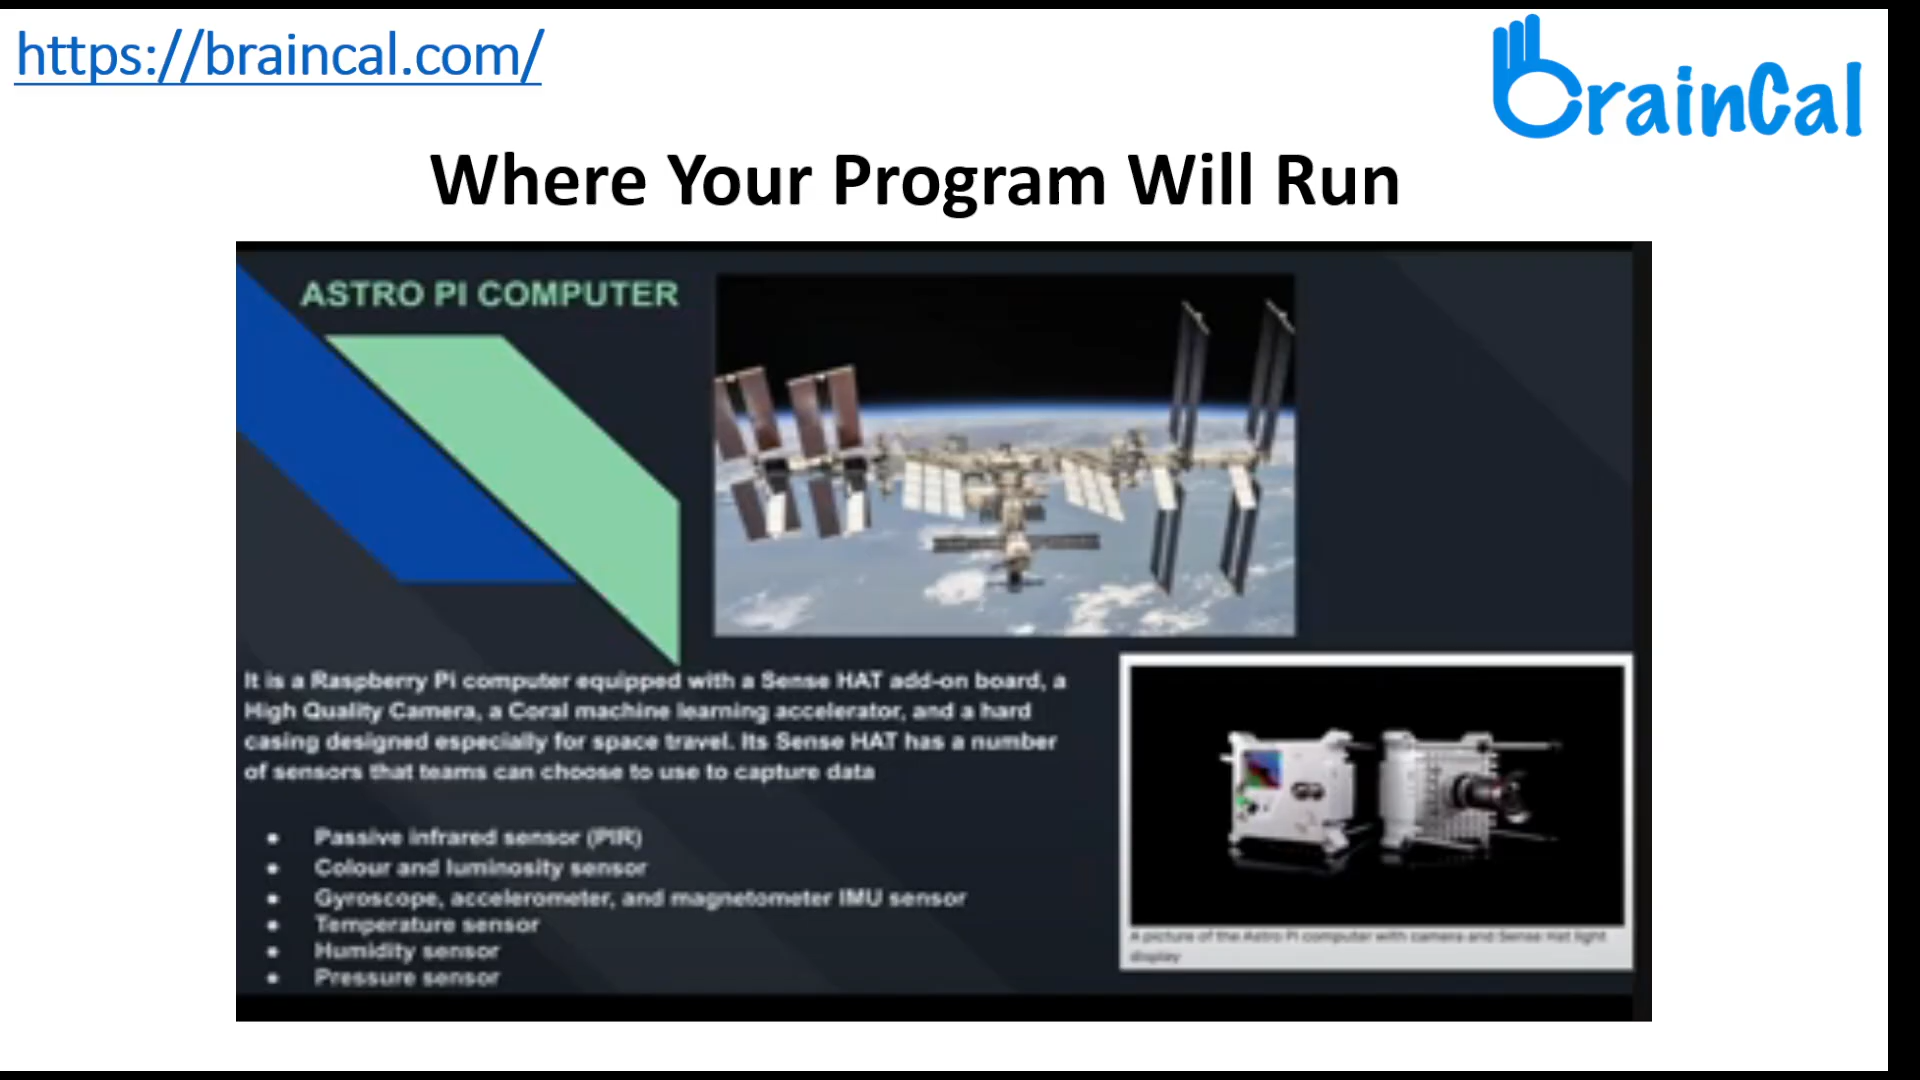 https://braincal.com/
brainCal
Where Your Program Will Run
ASTRO PI COMPUTER
It is a Raspberry Pi computer equipped with a Sense HAT add-on board, a
High Quality Camera, a Coral machine learning accelerator, and a hard
casing designed especially for space travel. Its Sense HAT has a number
of sensors that teams can choose to use to capture data
• Passive infrared sensor (PIR)
• Colour and luminosity sensor
• Gyroscope, accelerometer, and magnetometer IMU sensor
• Temperature sensor
• Humidity sensor
• Pressure sensor
A picture of the Astro Pi computer with camera and Sense Hat light
display